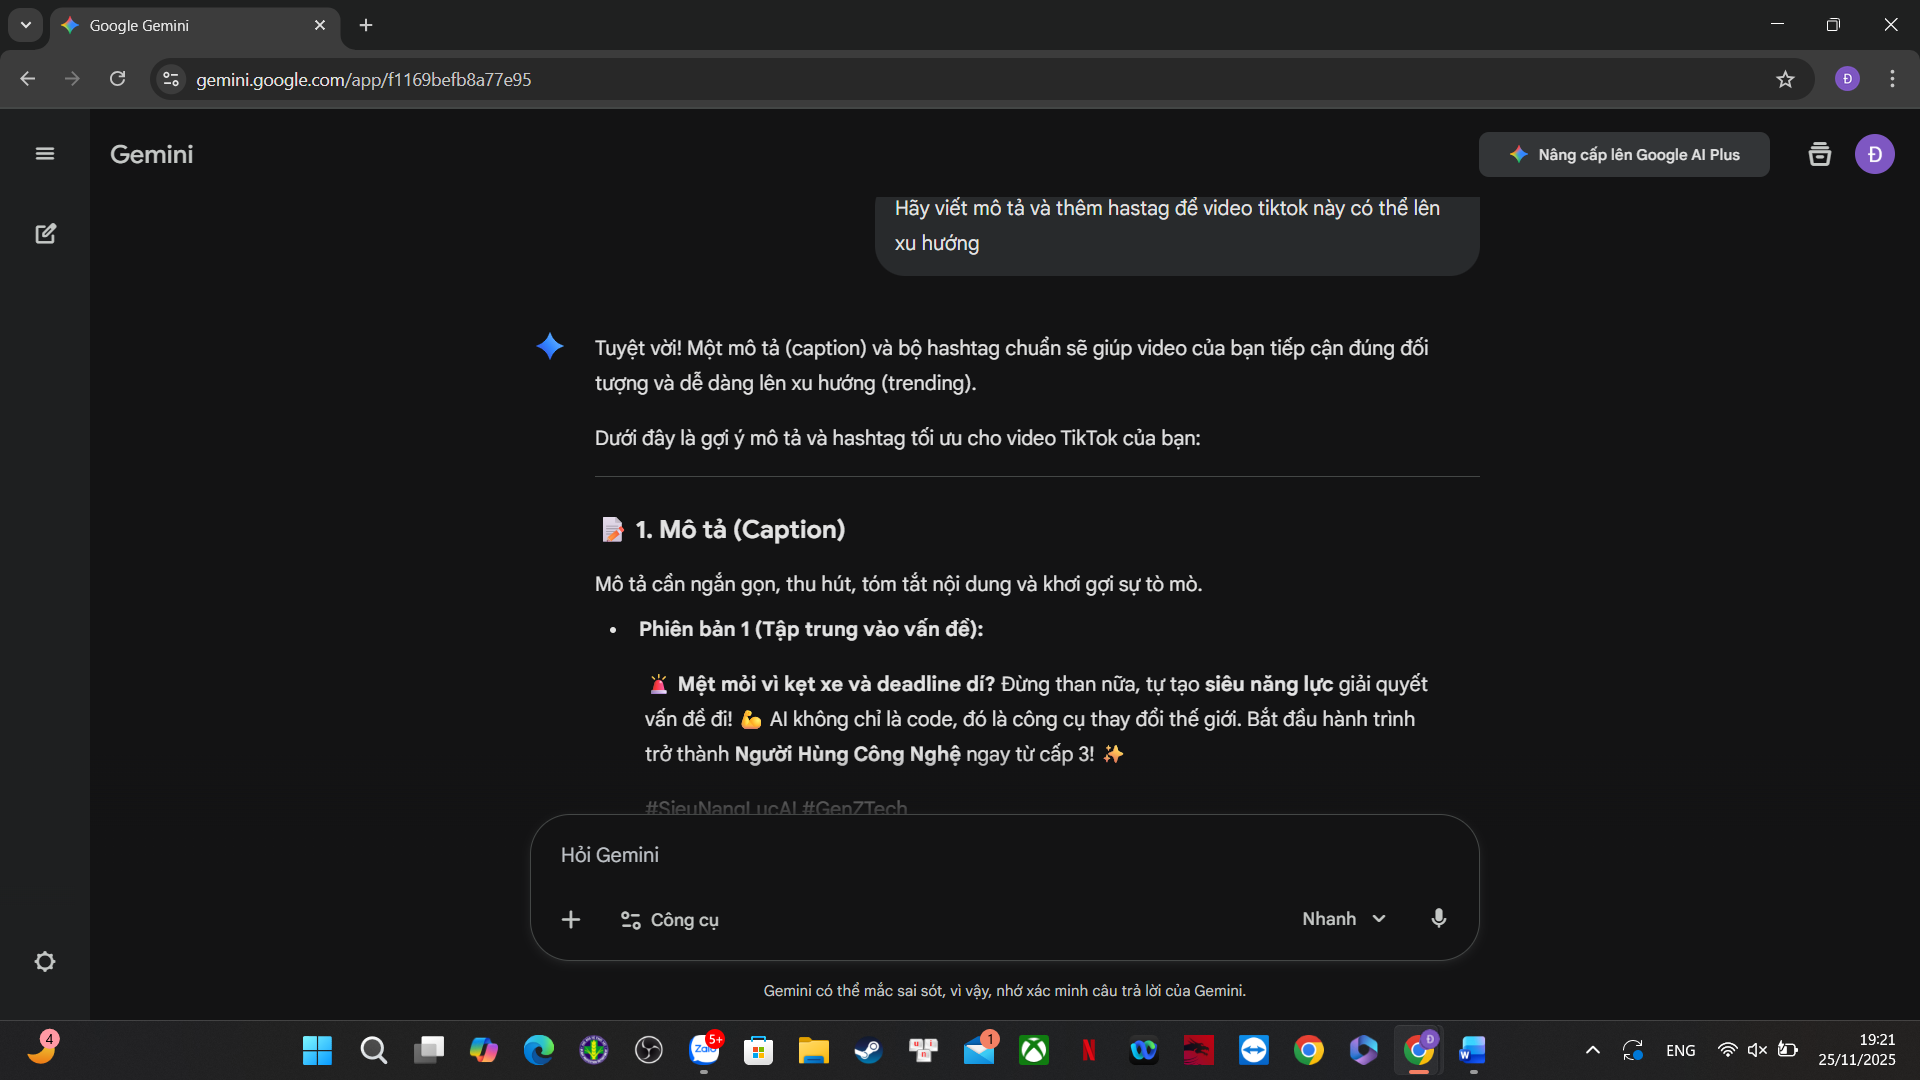 Google Gemini
gemini.google.com/app/f1169befb8a77e95
Đ
Gemini
Nâng cấp lên Google AI Plus
Đ
Hãy viết mô tả và thêm hastag để video tiktok này có thể lên
xu hướng
Tuyệt vời! Một mô tả (caption) và bộ hashtag chuẩn sẽ giúp video của bạn tiếp cận đúng đối
tượng và dễ dàng lên xu hướng (trending).
Dưới đây là gợi ý mô tả và hashtag tối ưu cho video TikTok của bạn:
📝 1. Mô tả (Caption)
Mô tả cần ngắn gọn, thu hút, tóm tắt nội dung và khơi gợi sự tò mò.
• Phiên bản 1 (Tập trung vào vấn đề):
🚨 Mệt mỏi vì kẹt xe và deadline dí? Đừng than nữa, tự tạo siêu năng lực giải quyết
vấn đề đi! 💪 AI không chỉ là code, đó là công cụ thay đổi thế giới. Bắt đầu hành trình
trở thành Người Hùng Công Nghệ ngay từ cấp 3! ✨
#SieuNangLucAI #GenZTech
Hỏi Gemini
Công cụ
Nhanh
Gemini có thể mắc sai sót, vì vậy, nhớ xác minh câu trả lời của Gemini.
4
Zalo
5+
1
Đ
W
ENG
19:21
25/11/2025